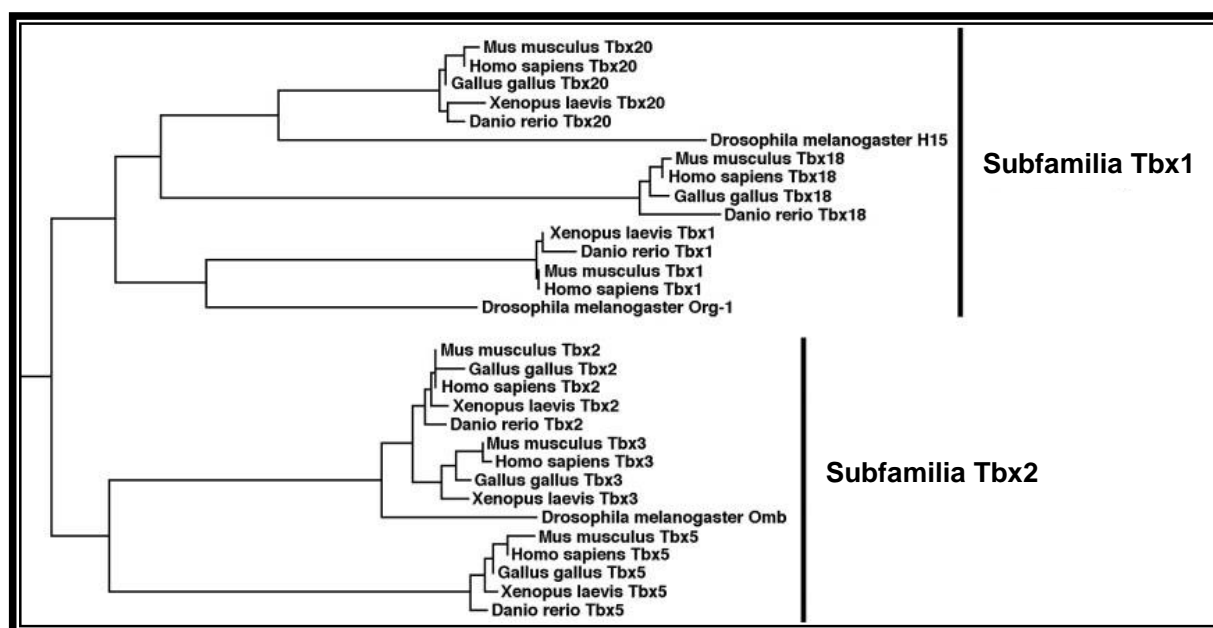 Mus musculus Tbx20
Homo sapiens Tbx20
Gallus gallus Tbx20
Xenopus laevis Tbx20
Danio rerio Tbx20
Drosophila melanogaster H15
Mus musculus Tbx18
Homo sapiens Tbx18
Gallus gallus Tbx18
Danio rerio Tbx18
Xenopus laevis Tbx1
Danio rerio Tbx1
Mus musculus Tbx1
Homo sapiens Tbx1
Drosophila melanogaster Org-1
Subfamilia Tbx1
Mus musculus Tbx2
Gallus gallus Tbx2
Homo sapiens Tbx2
Xenopus laevis Tbx2
Danio rerio Tbx2
Mus musculus Tbx3
Homo sapiens Tbx3
Gallus gallus Tbx3
Xenopus laevis Tbx3
Drosophila melanogaster Omb
Mus musculus Tbx5
Homo sapiens Tbx5
Gallus gallus Tbx5
Xenopus laevis Tbx5
Danio rerio Tbx5
Subfamilia Tbx2